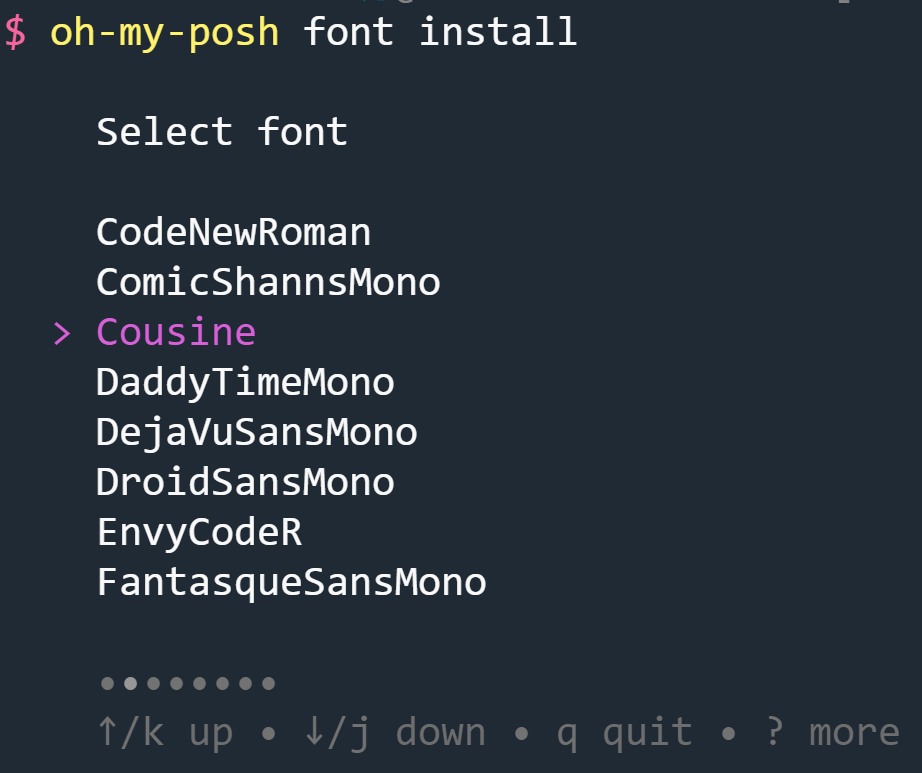 $ oh-my-posh font install
Select font
CodeNewRoman
ComicShannsMono
> Cousine
DaddyTimeMono
DejaVuSansMono
DroidSansMono
EnvyCodeR
FantasqueSansMono
••••••••
↑/k up • ↓/j down • q quit • ? more